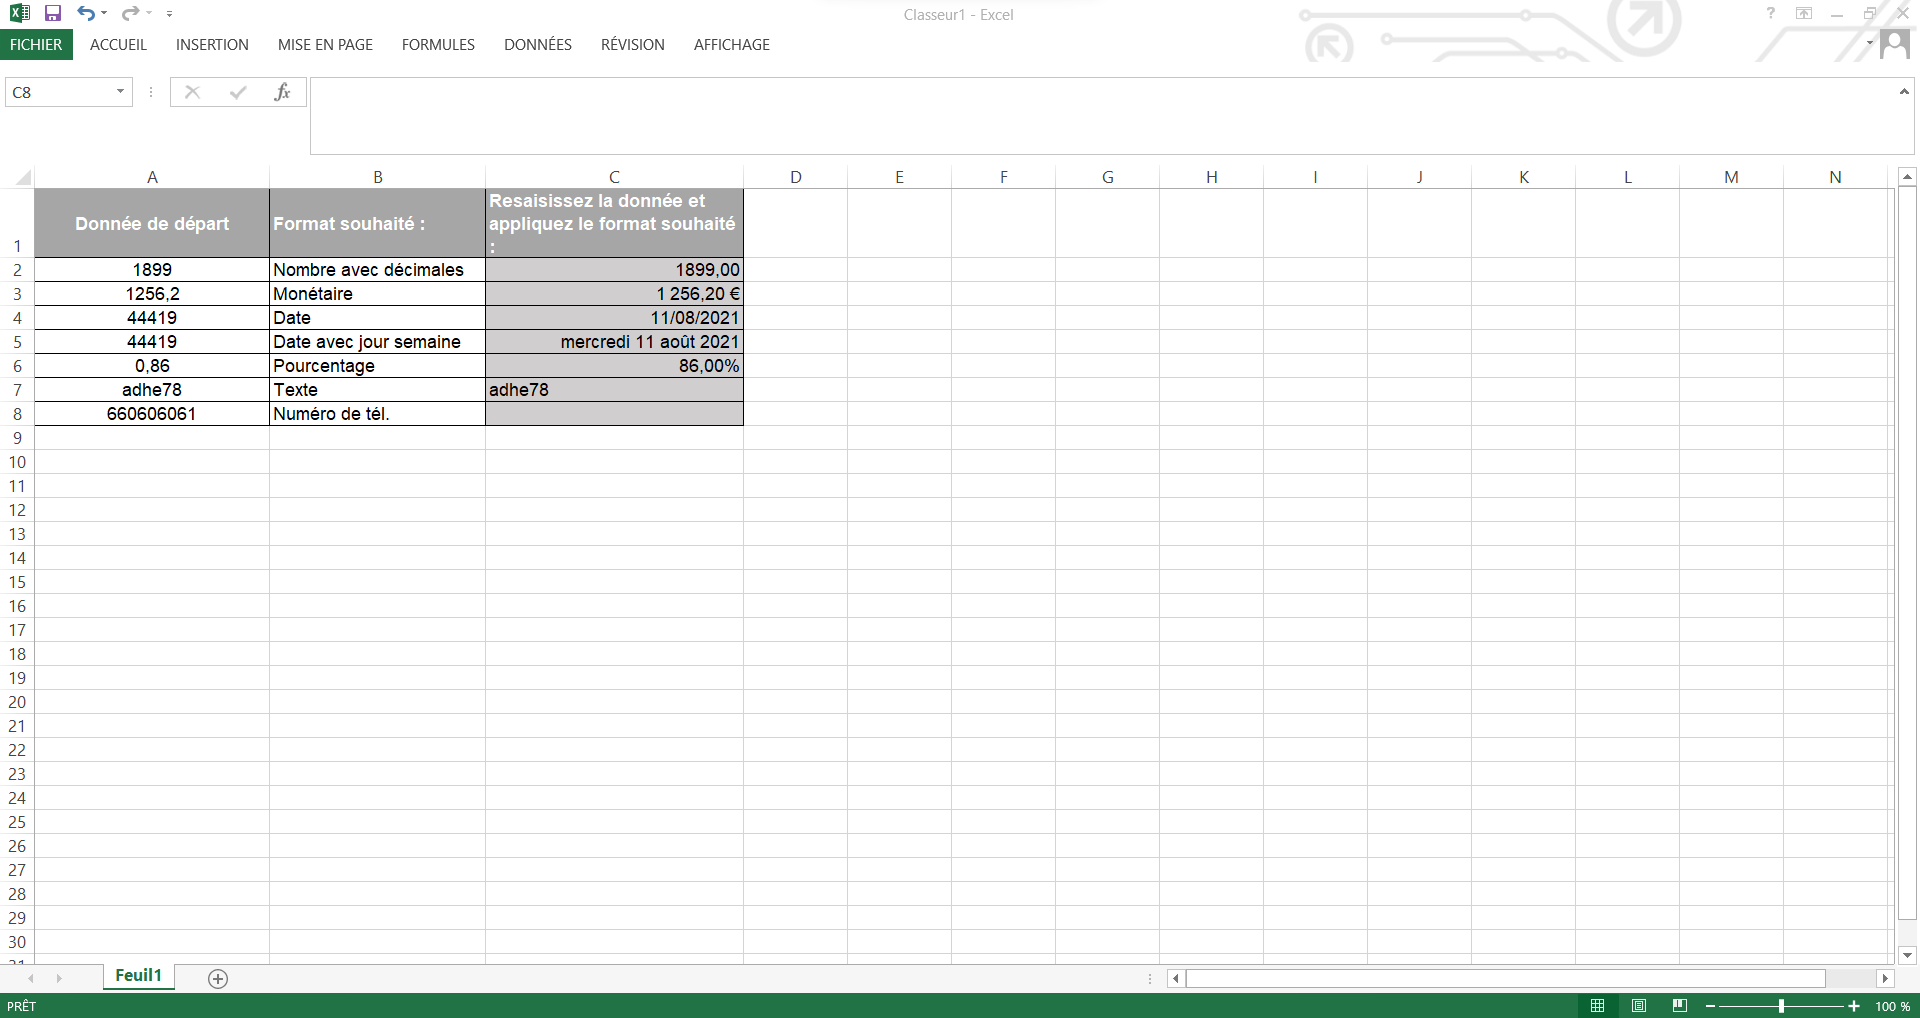 Classeur1 - Excel
?
FICHIER ACCUEIL INSERTION MISE EN PAGE FORMULES DONNÉES RÉVISION AFFICHAGE
C8 fx
A B C D E F G H I J K L M N
1 Donnée de départ Format souhaité : Resaisissez la donnée et
appliquez le format souhaité
:
2 1899 Nombre avec décimales 1899,00
3 1256,2 Monétaire 1 256,20 €
4 44419 Date 11/08/2021
5 44419 Date avec jour semaine mercredi 11 août 2021
6 0,86 Pourcentage 86,00%
7 adhe78 Texte adhe78
8 660606061 Numéro de tél.
9
10
11
12
13
14
15
16
17
18
19
20
21
22
23
24
25
26
27
28
29
30
31
Feuil1
PRÊT 100 %